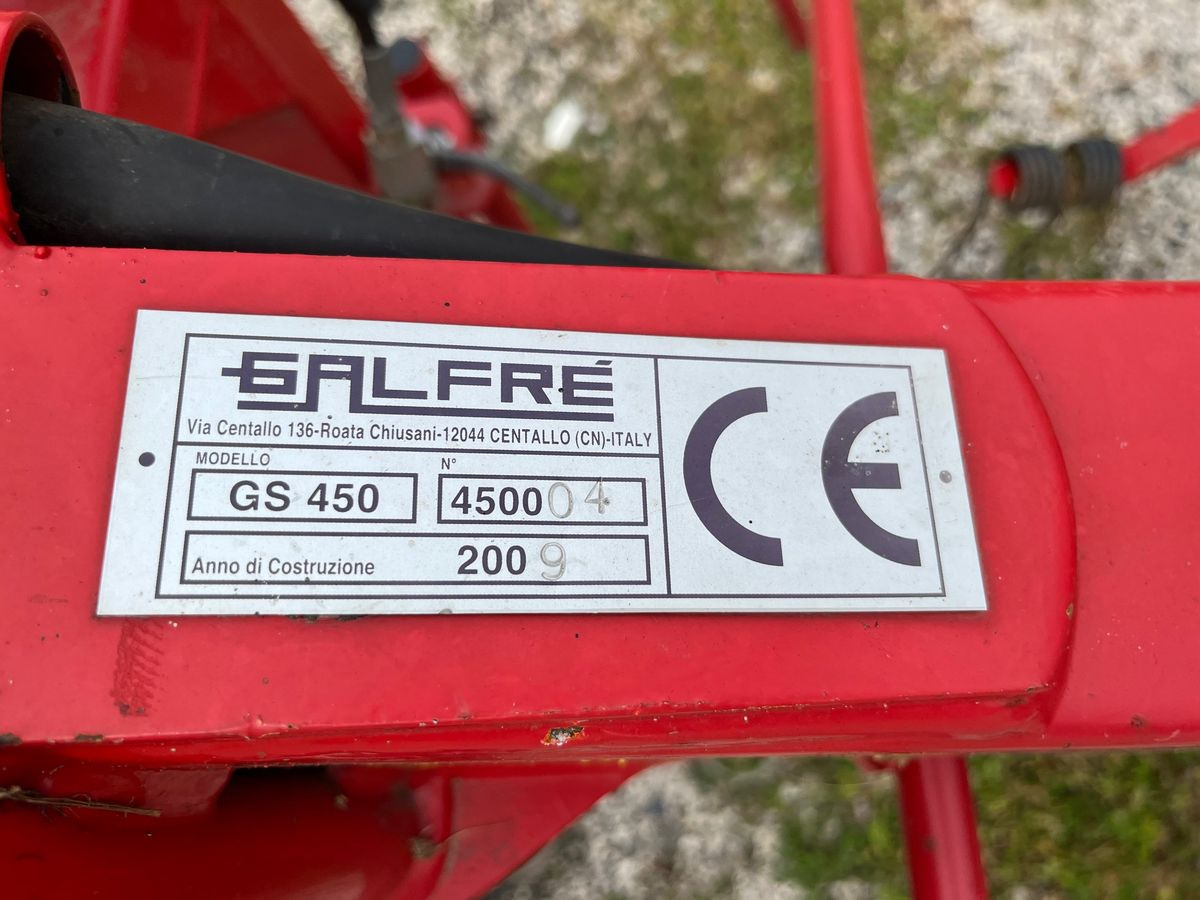 GALFRÉ
Via Centallo 136-Roata Chiusani-12044 CENTALLO (CN)-ITALY
MODELLO N°
GS 450 450004
Anno di Costruzione 2009
CE